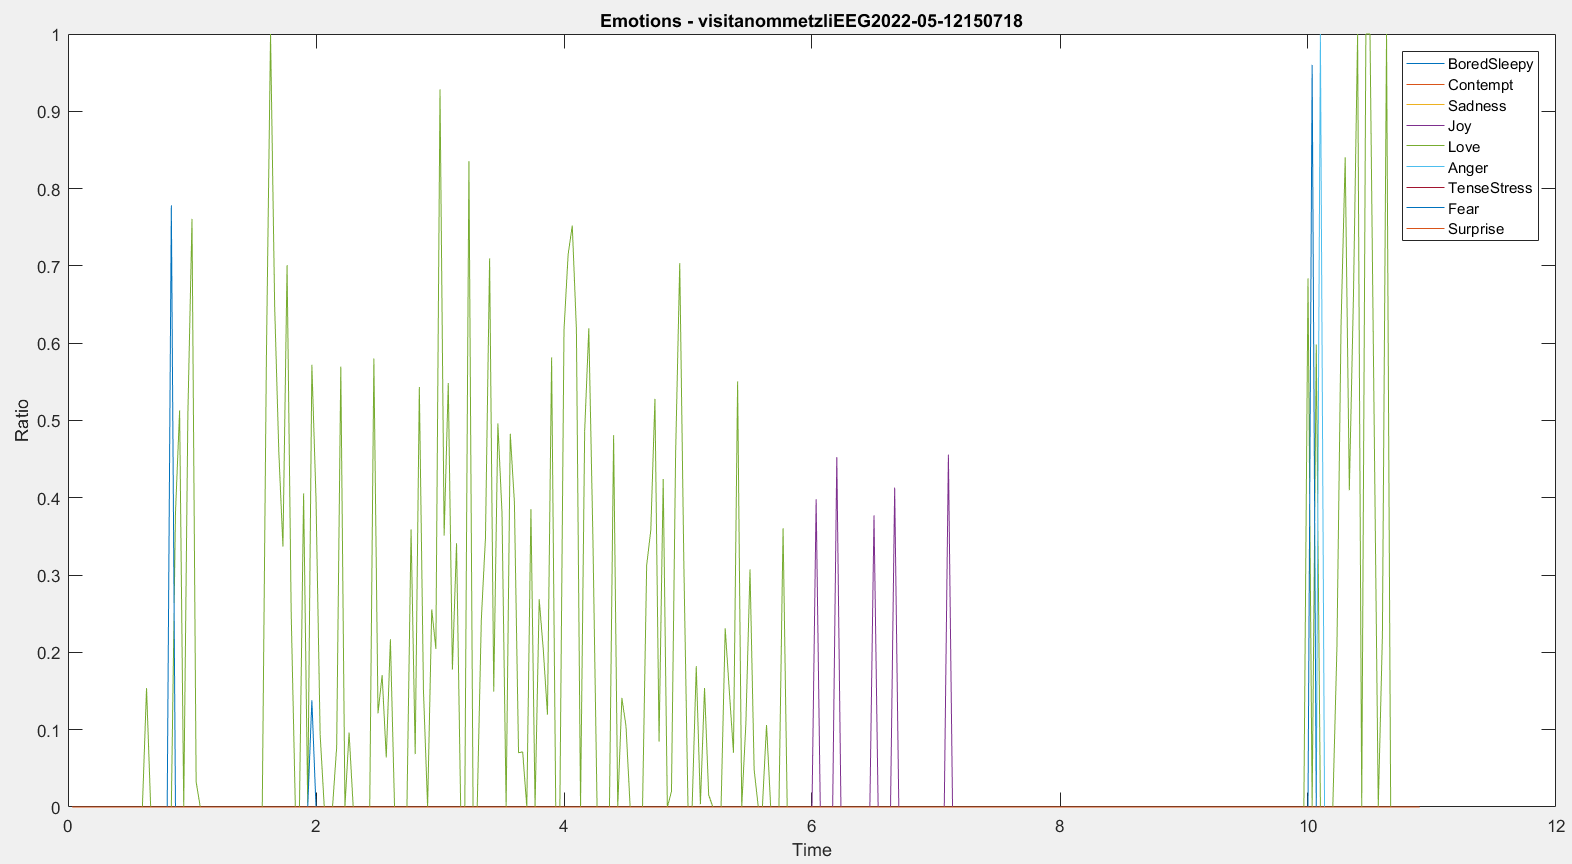 Emotions - visitanommetzliEEG2022-05-12150718
1
0.9
0.8
0.7
0.6
0.5
0.4
0.3
0.2
0.1
0
Ratio
BoredSleepy
Contempt
Sadness
Joy
Love
Anger
TenseStress
Fear
Surprise
0 2 4 6 8 10 12
Time